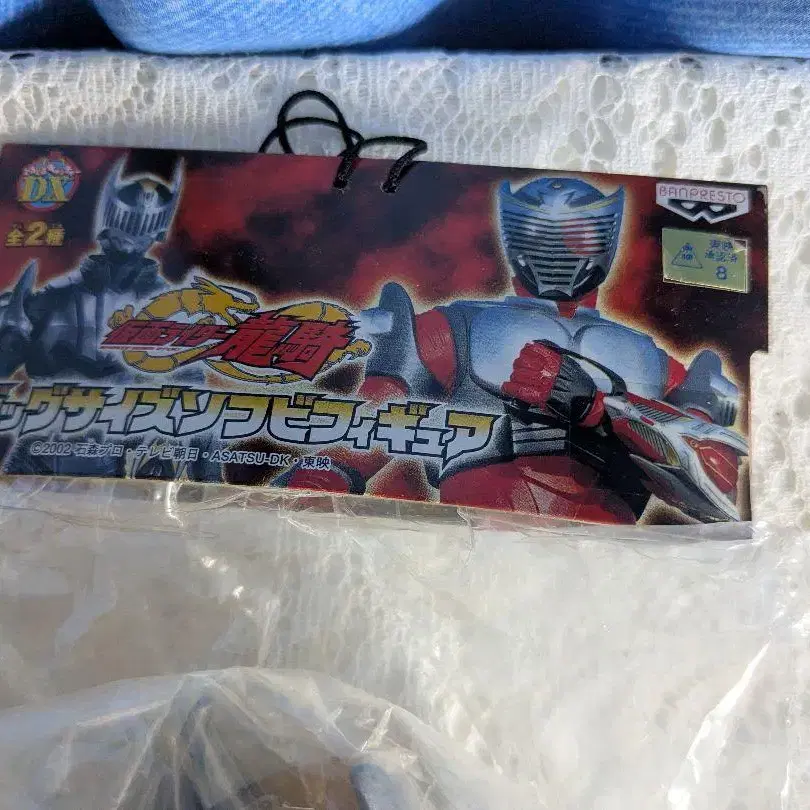 DX
全2種
BANPRESTO
東映
8
仮面ライダー龍騎
ッグサイズソフビフィギュア
©2002 石森プロ・テレビ朝日・ASATSU-DK・東映